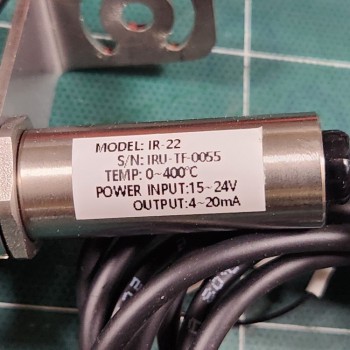 MODEL: IR-22
S/N: IRU-TF-0055
TEMP: 0~400℃
POWER INPUT:15~24V
OUTPUT:4~20mA